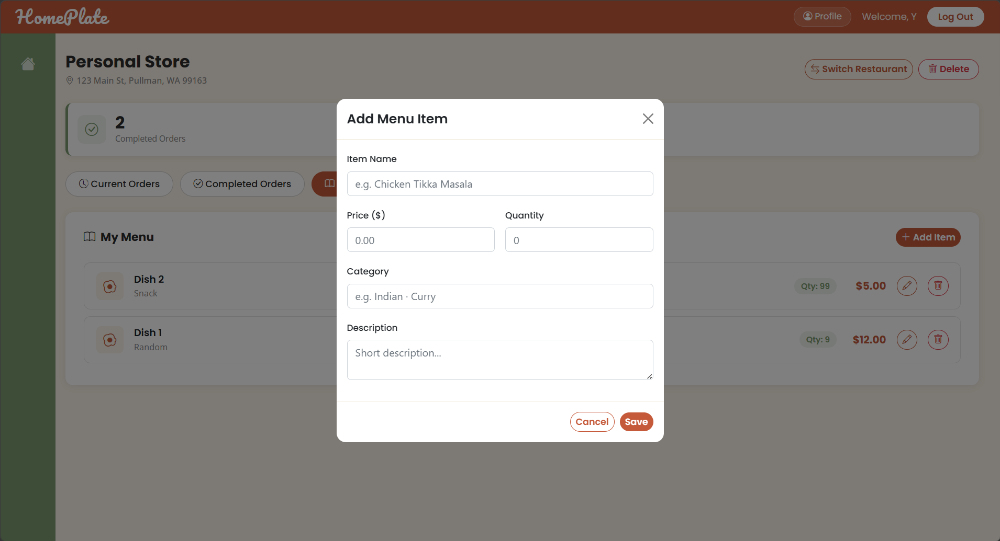 HomePlate
Profile
Welcome, Y
Log Out
Personal Store
123 Main St, Pullman, WA 99163
Switch Restaurant
Delete
2
Completed Orders
Current Orders
Completed Orders
My Menu
Add Item
Dish 2
Snack
Qty: 99
$5.00
Dish 1
Random
Qty: 9
$12.00
Add Menu Item
Item Name
e.g. Chicken Tikka Masala
Price ($)
Quantity
0.00
0
Category
e.g. Indian · Curry
Description
Short description...
Cancel
Save